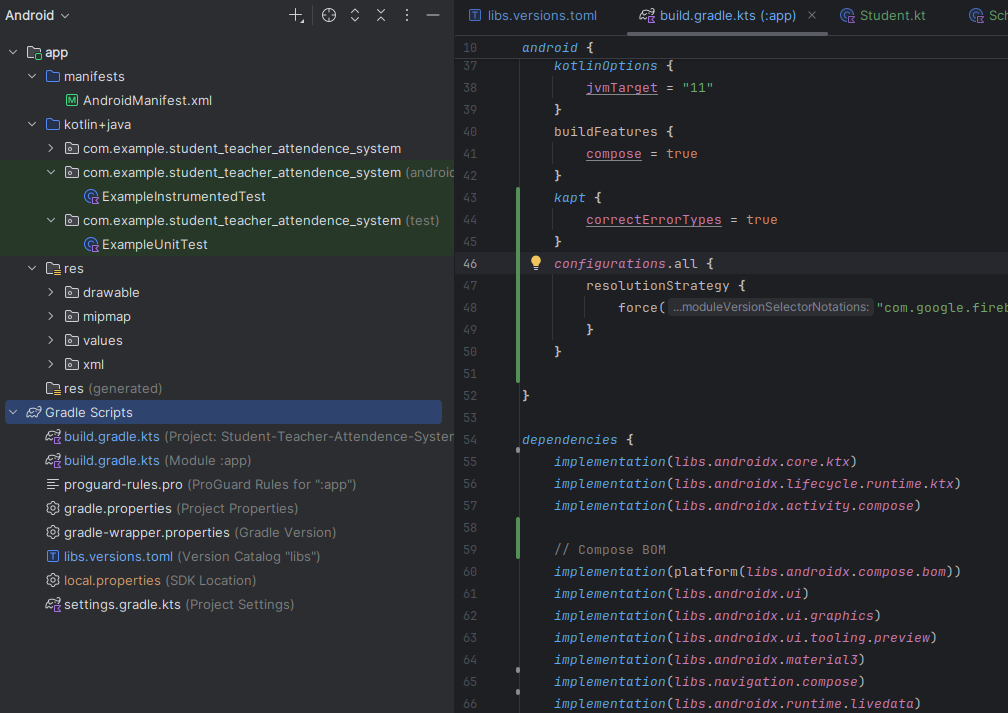 Android
app
manifests
AndroidManifest.xml
kotlin+java
com.example.student_teacher_attendence_system
com.example.student_teacher_attendence_system (androi
ExampleInstrumentedTest
com.example.student_teacher_attendence_system (test)
ExampleUnitTest
res
drawable
mipmap
values
xml
res (generated)
Gradle Scripts
build.gradle.kts (Project: Student-Teacher-Attendence-System
build.gradle.kts (Module :app)
proguard-rules.pro (ProGuard Rules for ":app")
gradle.properties (Project Properties)
gradle-wrapper.properties (Gradle Version)
libs.versions.toml (Version Catalog "libs")
local.properties (SDK Location)
settings.gradle.kts (Project Settings)
libs.versions.toml build.gradle.kts (:app) Student.kt Sch
10 android {
37 kotlinOptions {
38 jvmTarget = "11"
39 }
40 buildFeatures {
41 compose = true
42 }
43 kapt {
44 correctErrorTypes = true
45 }
46 configurations.all {
47 resolutionStrategy {
48 force( ...moduleVersionSelectorNotations: "com.google.fireb
49 }
50 }
51
52 }
53
54 dependencies {
55 implementation(libs.androidx.core.ktx)
56 implementation(libs.androidx.lifecycle.runtime.ktx)
57 implementation(libs.androidx.activity.compose)
58
59 // Compose BOM
60 implementation(platform(libs.androidx.compose.bom))
61 implementation(libs.androidx.ui)
62 implementation(libs.androidx.ui.graphics)
63 implementation(libs.androidx.ui.tooling.preview)
64 implementation(libs.androidx.material3)
65 implementation(libs.navigation.compose)
66 implementation(libs.androidx.runtime.livedata)